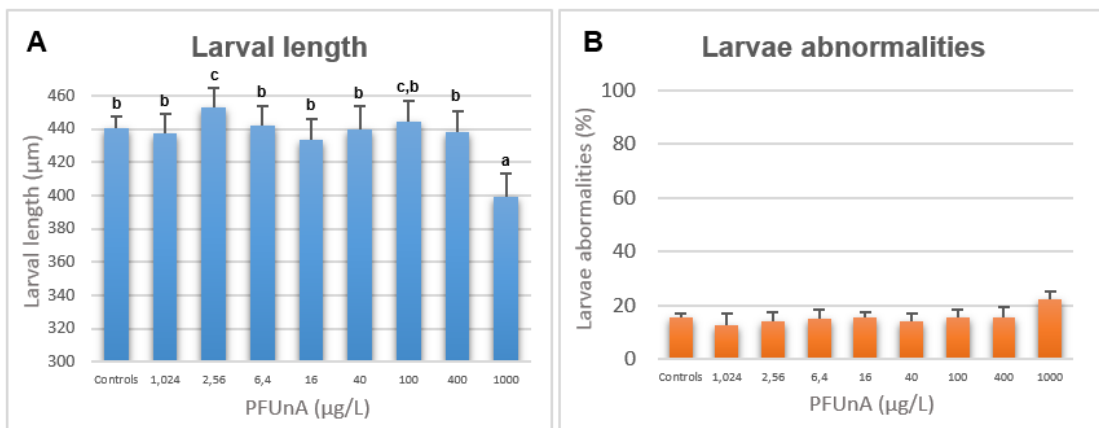 A
Larval length
Larval length (µm)
460
440
420
400
380
360
340
320
300
b
b
c
b
b
b
c,b
b
a
Controls 1,024 2,56 6,4 16 40 100 400 1000
PFUnA (µg/L)
B
Larvae abnormalities
Larvae abormalities (%)
100
80
60
40
20
0
Controls 1,024 2,56 6,4 16 40 100 400 1000
PFUnA (µg/L)